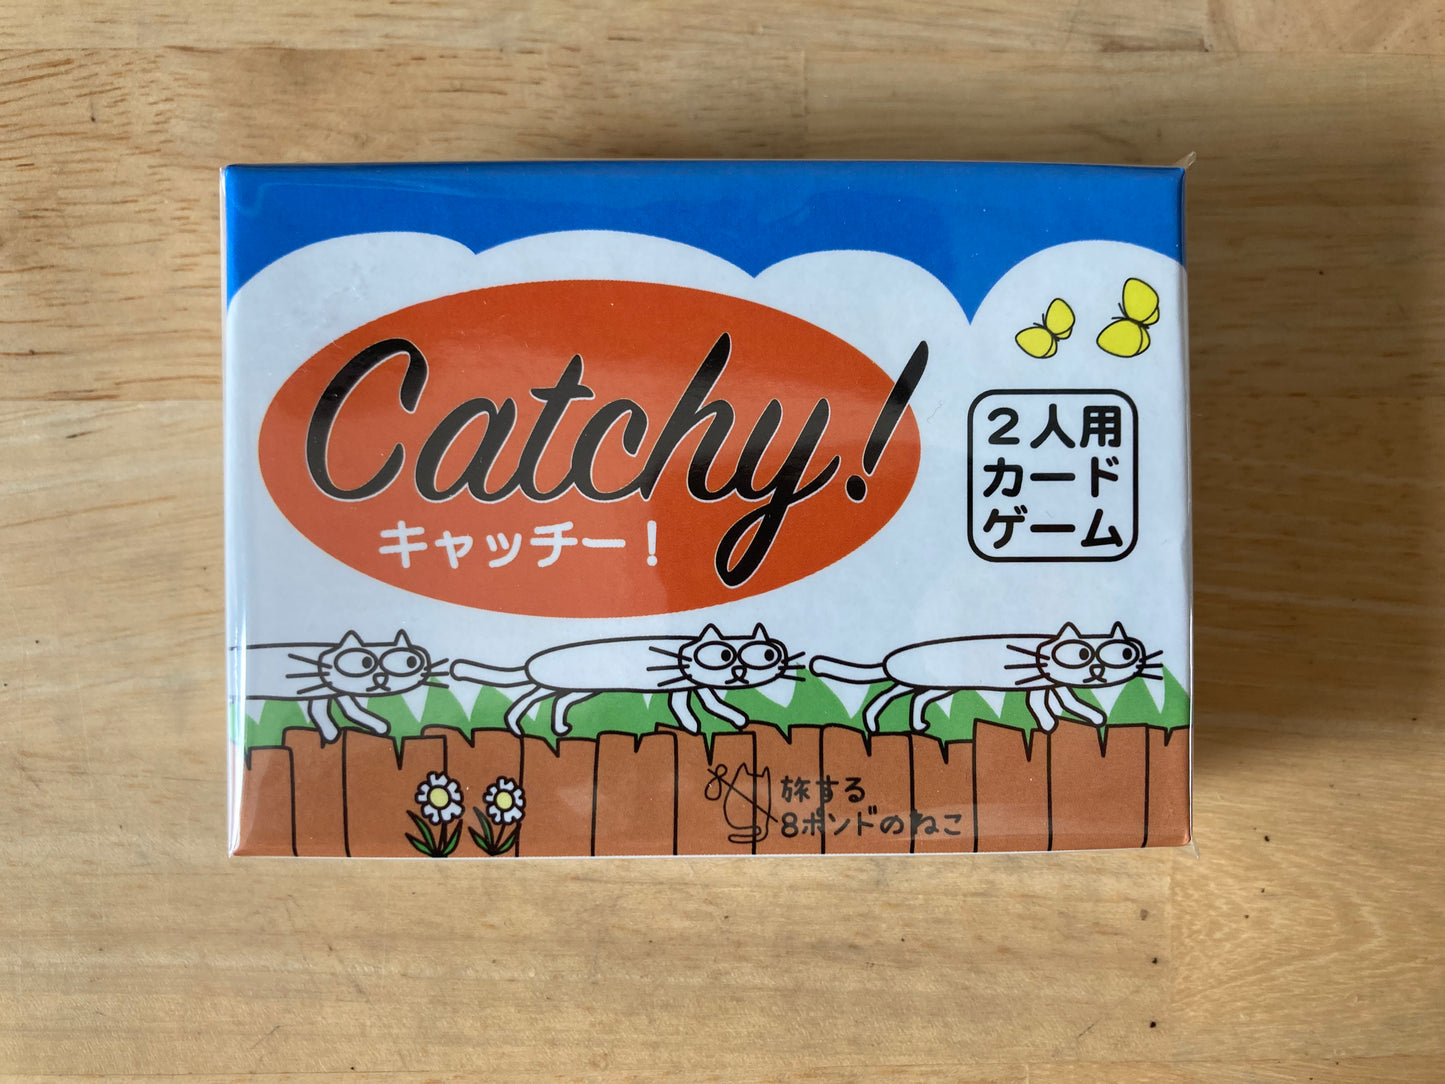 Catchy!
キャッチー！
２人用
カード
ゲーム
旅する
8ポンドのねこ